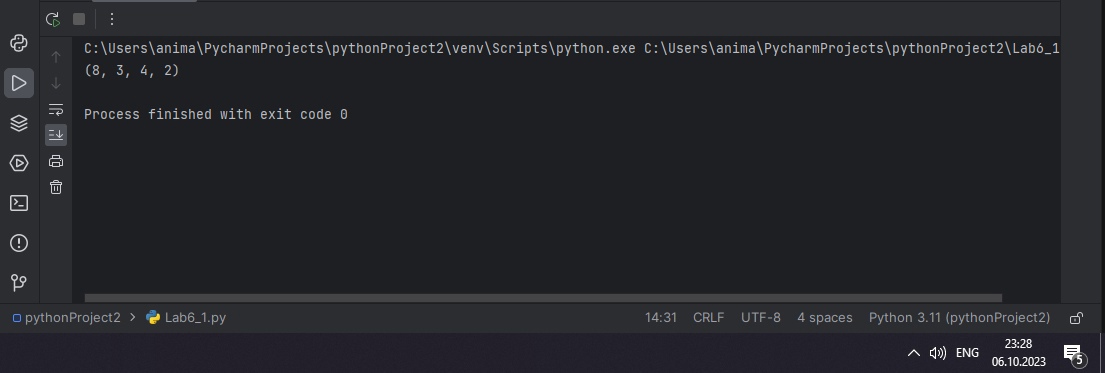 C:\Users\anima\PycharmProjects\pythonProject2\venv\Scripts\python.exe C:\Users\anima\PycharmProjects\pythonProject2\Lab6_1
(8, 3, 4, 2)
Process finished with exit code 0
pythonProject2 > Lab6_1.py 14:31 CRLF UTF-8 4 spaces Python 3.11 (pythonProject2)
ENG 23:28
06.10.2023 5